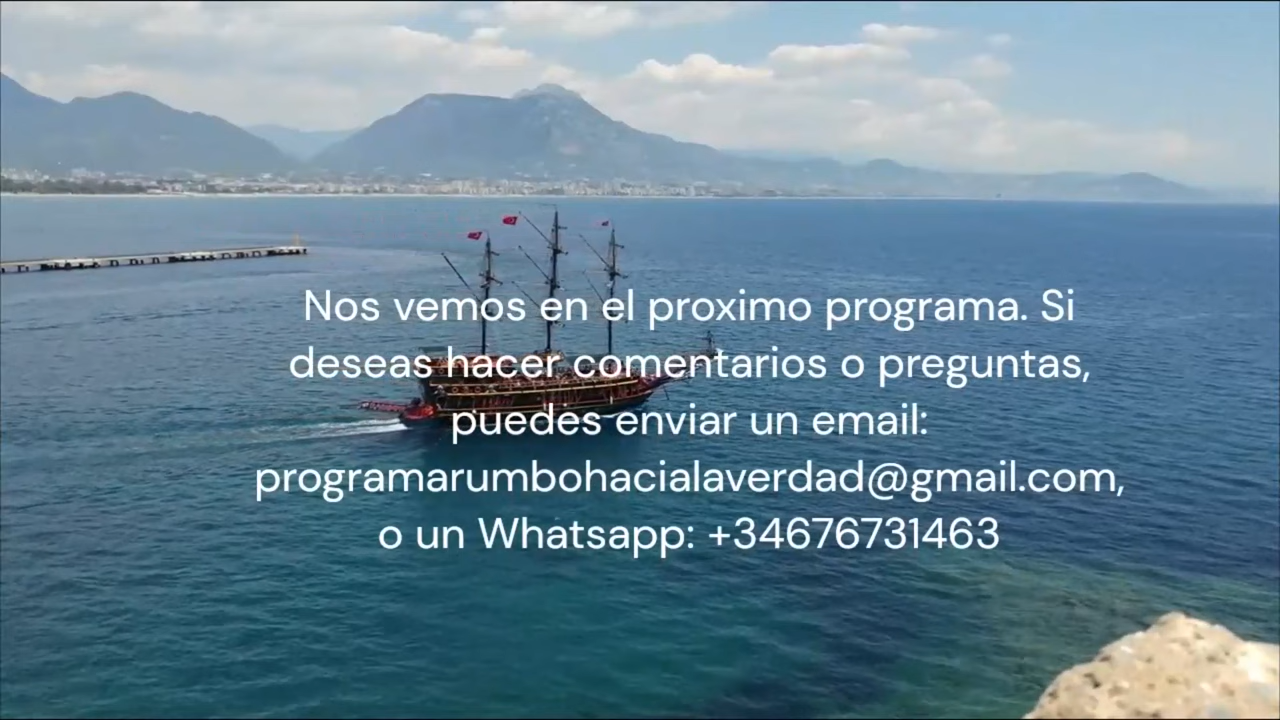 Nos vemos en el proximo programa. Si
deseas hacer comentarios o preguntas,
puedes enviar un email:
programarumbohacialaverdad@gmail.com,
o un Whatsapp: +34676731463